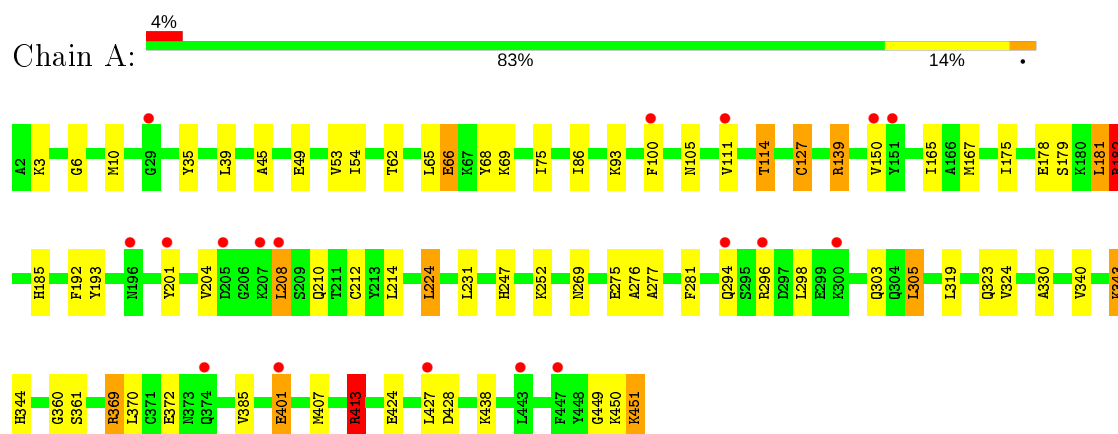 4%
Chain A:
83% 14% •
A2 K3 G6 M10 G29 Y35 L39 A45 E49 V53 I54 T62 L65 E66 K67 Y68 K69 I75 I86 K93 F100 N105 V111 T114 C127 R139 V150 Y151 I165 A166 M167 I175 E178 S179 K180 L181 R182
H185 F192 Y193 N196 Y201 V204 D205 G206 K207 L208 S209 Q210 T211 C212 Y213 L214 L224 L231 H247 K252 N269 E275 A276 A277 F281 Q294 S295 R296 D297 L298 E299 K300 Q303 Q304 L305 L319 Q323 V324 A330 V340 K343
H344 G360 S361 R369 L370 C371 E372 N373 Q374 V385 E401 M407 R413 E424 L427 D428 K438 L443 F447 Y448 G449 K450 K451